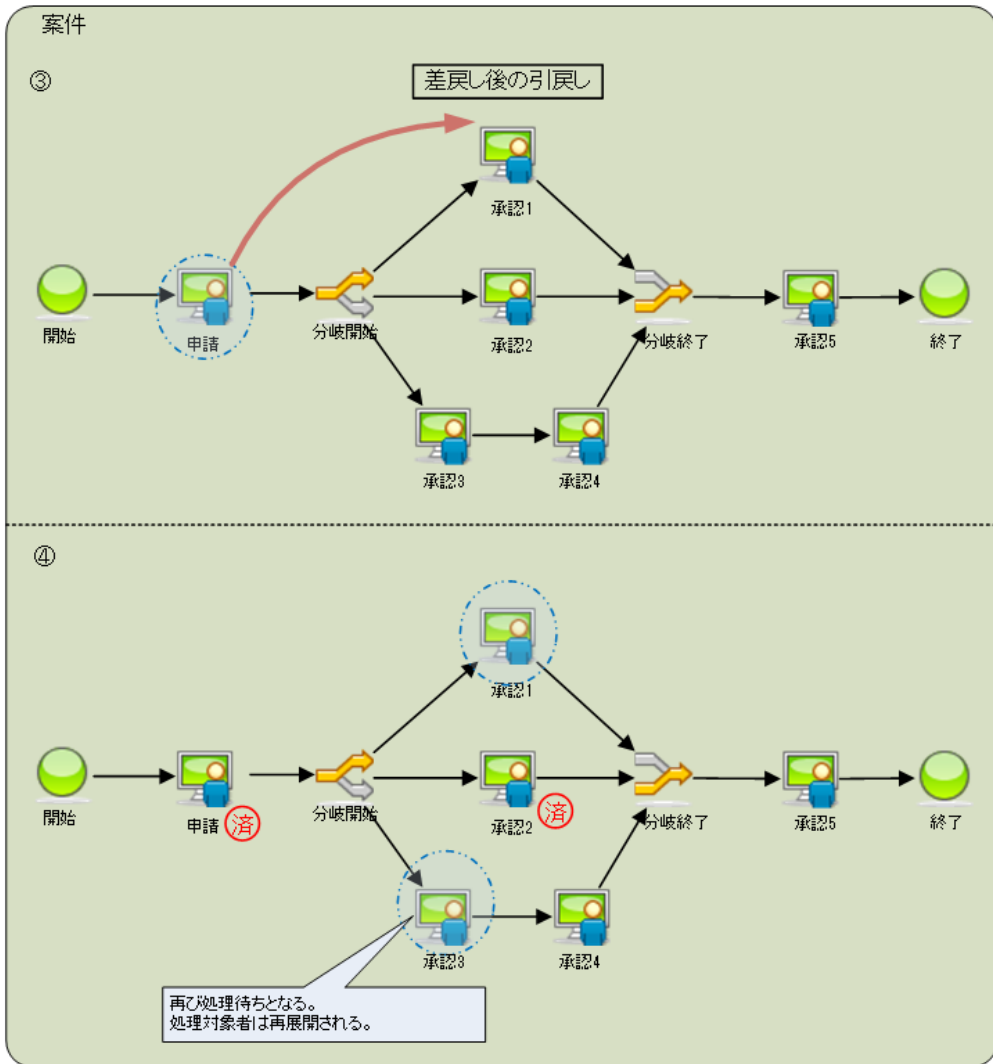 案件
③
差戻し後の引戻し
承認1
開始
申請
分岐開始
承認2
分岐終了
承認5
終了
承認3
承認4
④
承認1
開始
申請
済
分岐開始
承認2
済
分岐終了
承認5
終了
承認3
承認4
再び処理待ちとなる。
処理対象者は再展開される。